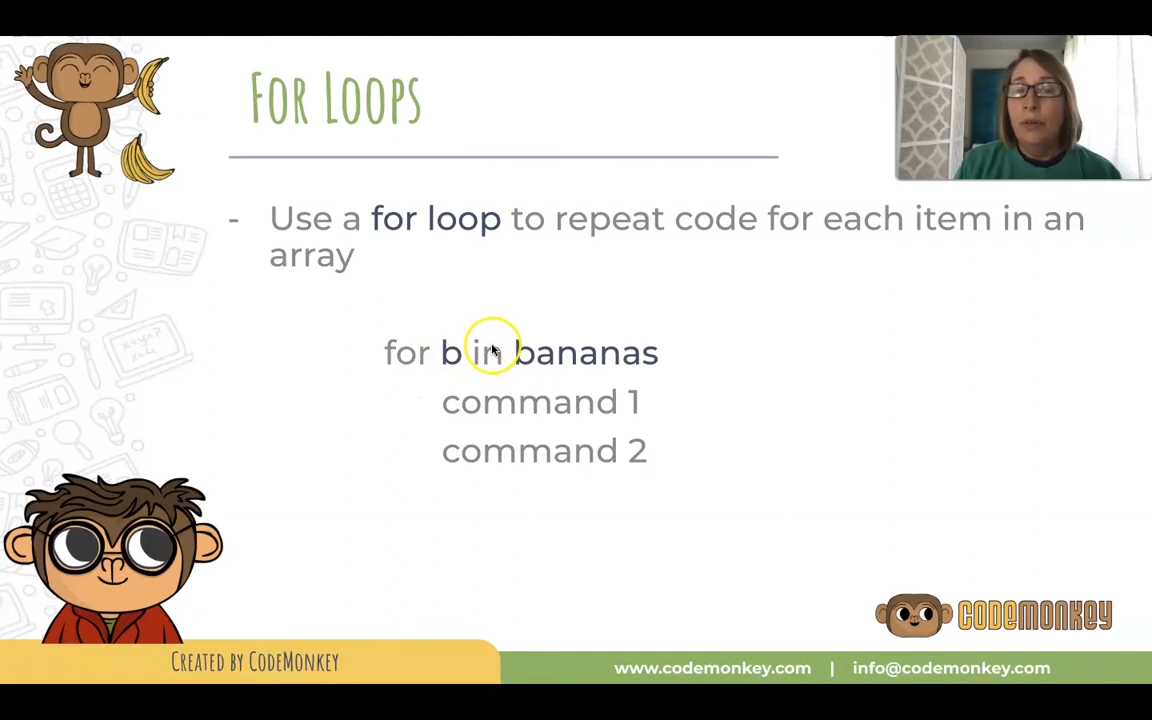 For Loops
- Use a for loop to repeat code for each item in an
array
for b in bananas
command 1
command 2
CODEMONKEY
Created by CodeMonkey
www.codemonkey.com | info@codemonkey.com